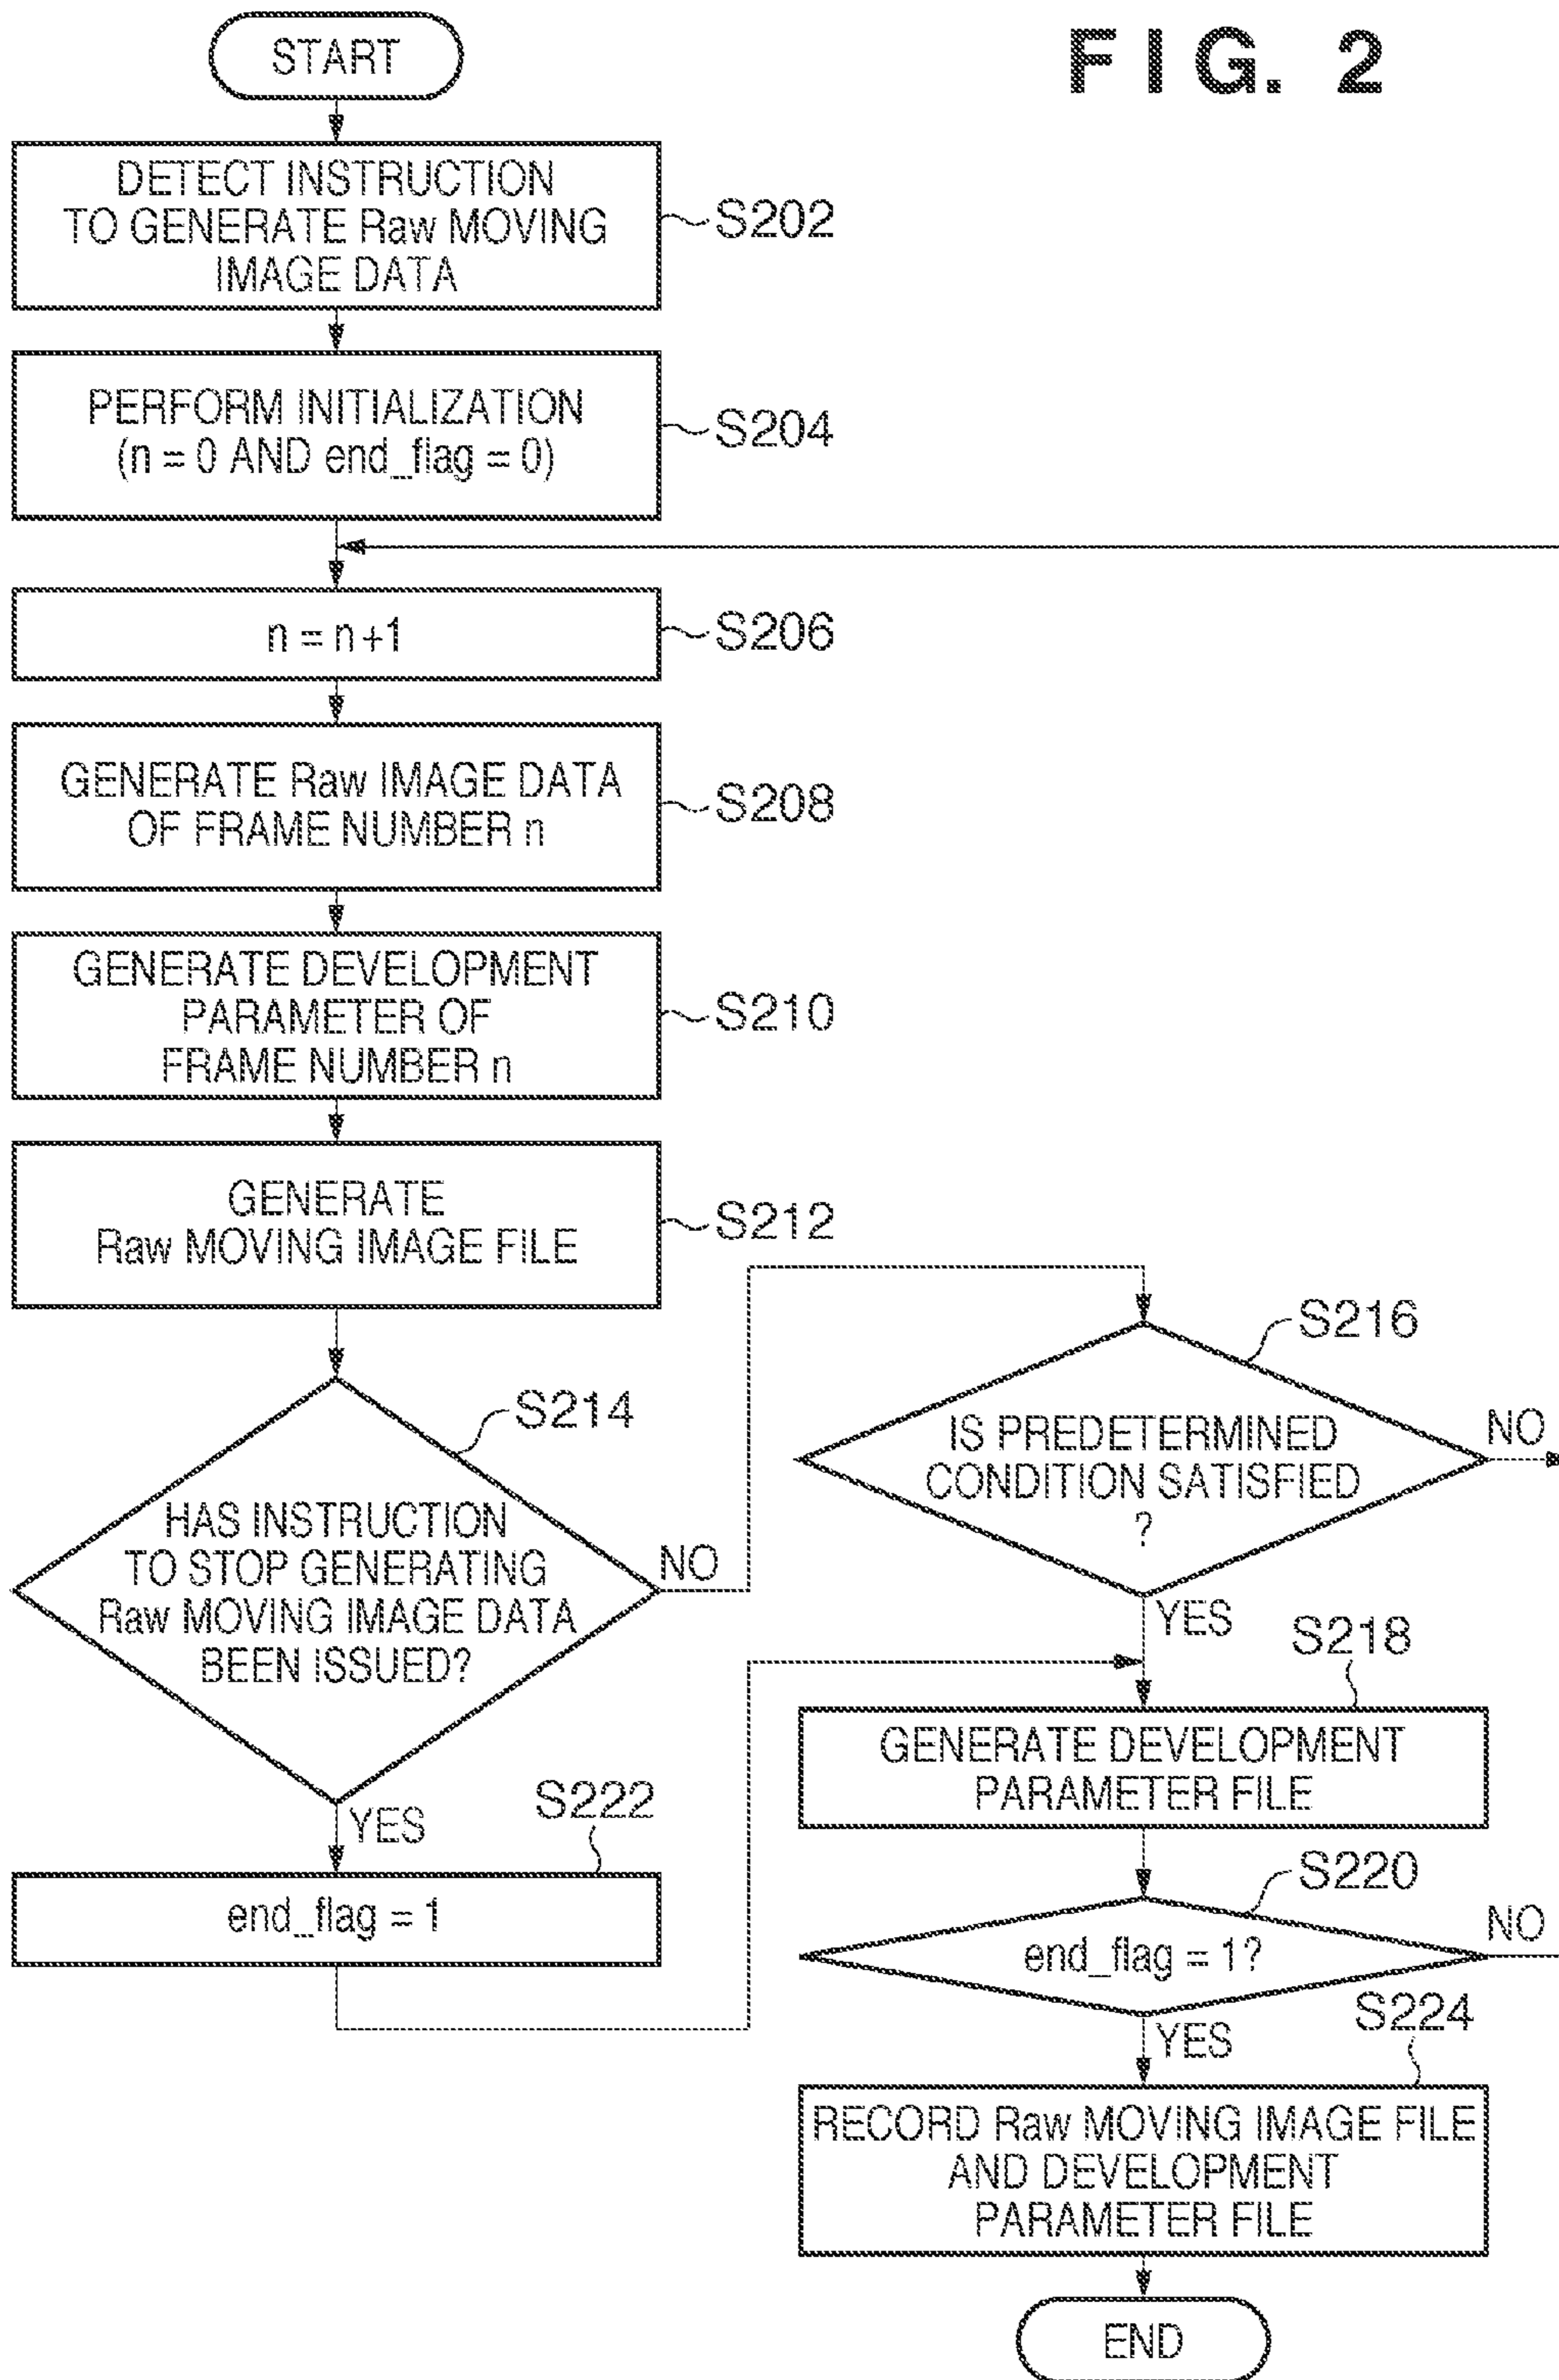 FIG. 2
START
DETECT INSTRUCTION
TO GENERATE Raw MOVING
IMAGE DATA
S202
PERFORM INITIALIZATION
(n = 0 AND end_flag = 0)
S204
n = n+1
S206
GENERATE Raw IMAGE DATA
OF FRAME NUMBER n
S208
GENERATE DEVELOPMENT
PARAMETER OF
FRAME NUMBER n
S210
GENERATE
Raw MOVING IMAGE FILE
S212
S214
HAS INSTRUCTION
TO STOP GENERATING
Raw MOVING IMAGE DATA
BEEN ISSUED?
NO
YES
S222
end_flag = 1
S216
IS PREDETERMINED
CONDITION SATISFIED
?
NO
YES
S218
GENERATE DEVELOPMENT
PARAMETER FILE
S220
end_flag = 1?
NO
YES
S224
RECORD Raw MOVING IMAGE FILE
AND DEVELOPMENT
PARAMETER FILE
END